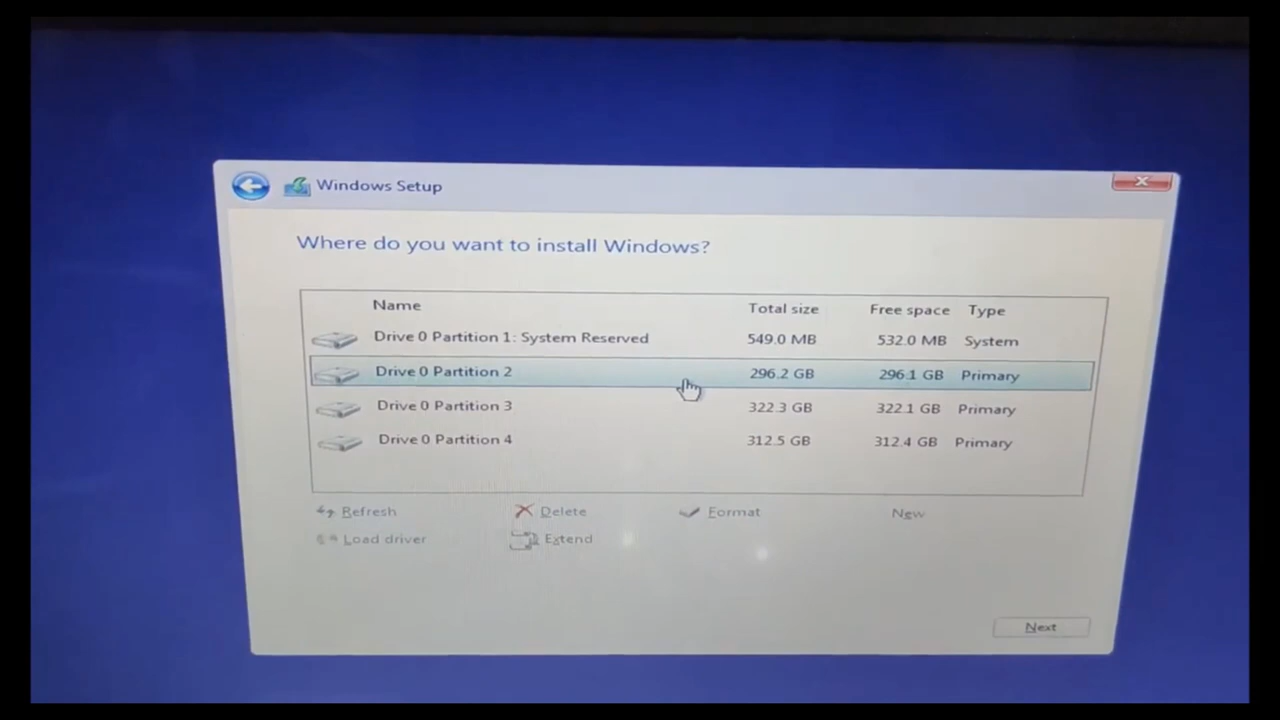 Windows Setup
Where do you want to install Windows?
Name Total size Free space Type
Drive 0 Partition 1: System Reserved 549.0 MB 532.0 MB System
Drive 0 Partition 2 296.2 GB 296.1 GB Primary
Drive 0 Partition 3 322.3 GB 322.1 GB Primary
Drive 0 Partition 4 312.5 GB 312.4 GB Primary
Refresh Delete Format New
Load driver Extend
Next